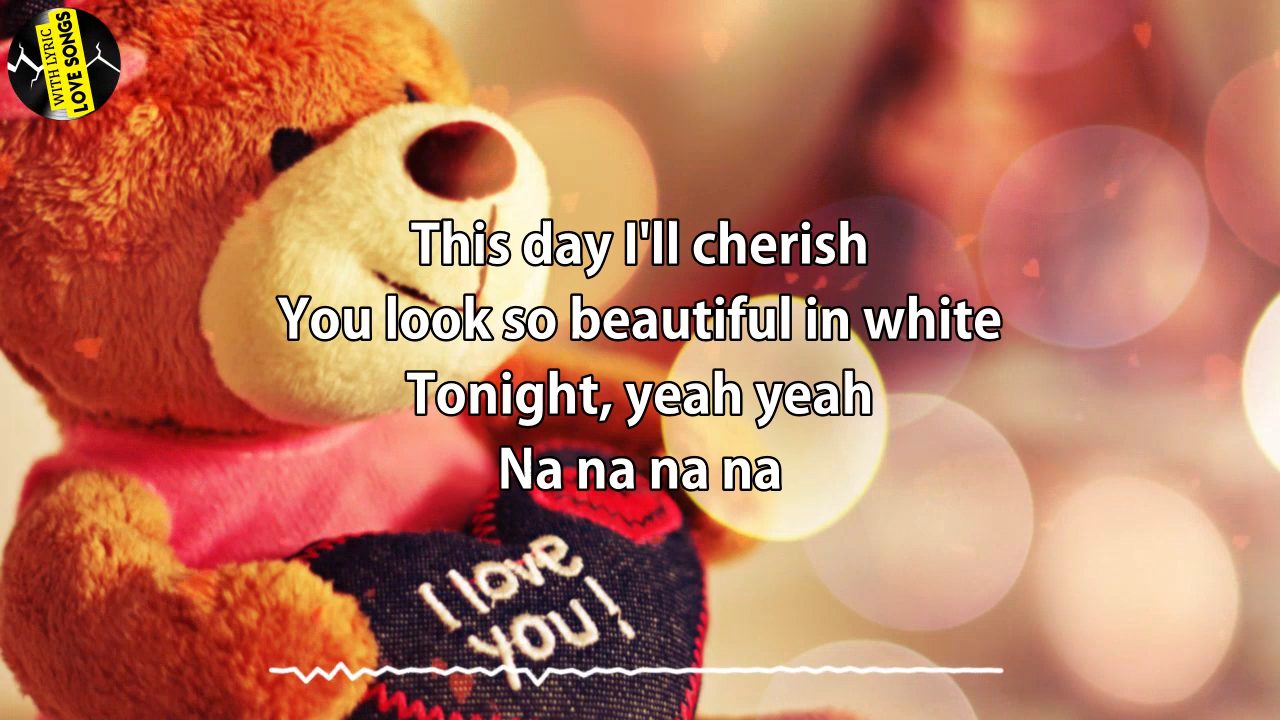 WITH LYRIC
LOVE SONGS
This day I'll cherish
You look so beautiful in white
Tonight, yeah yeah
Na na na na
I love
you!